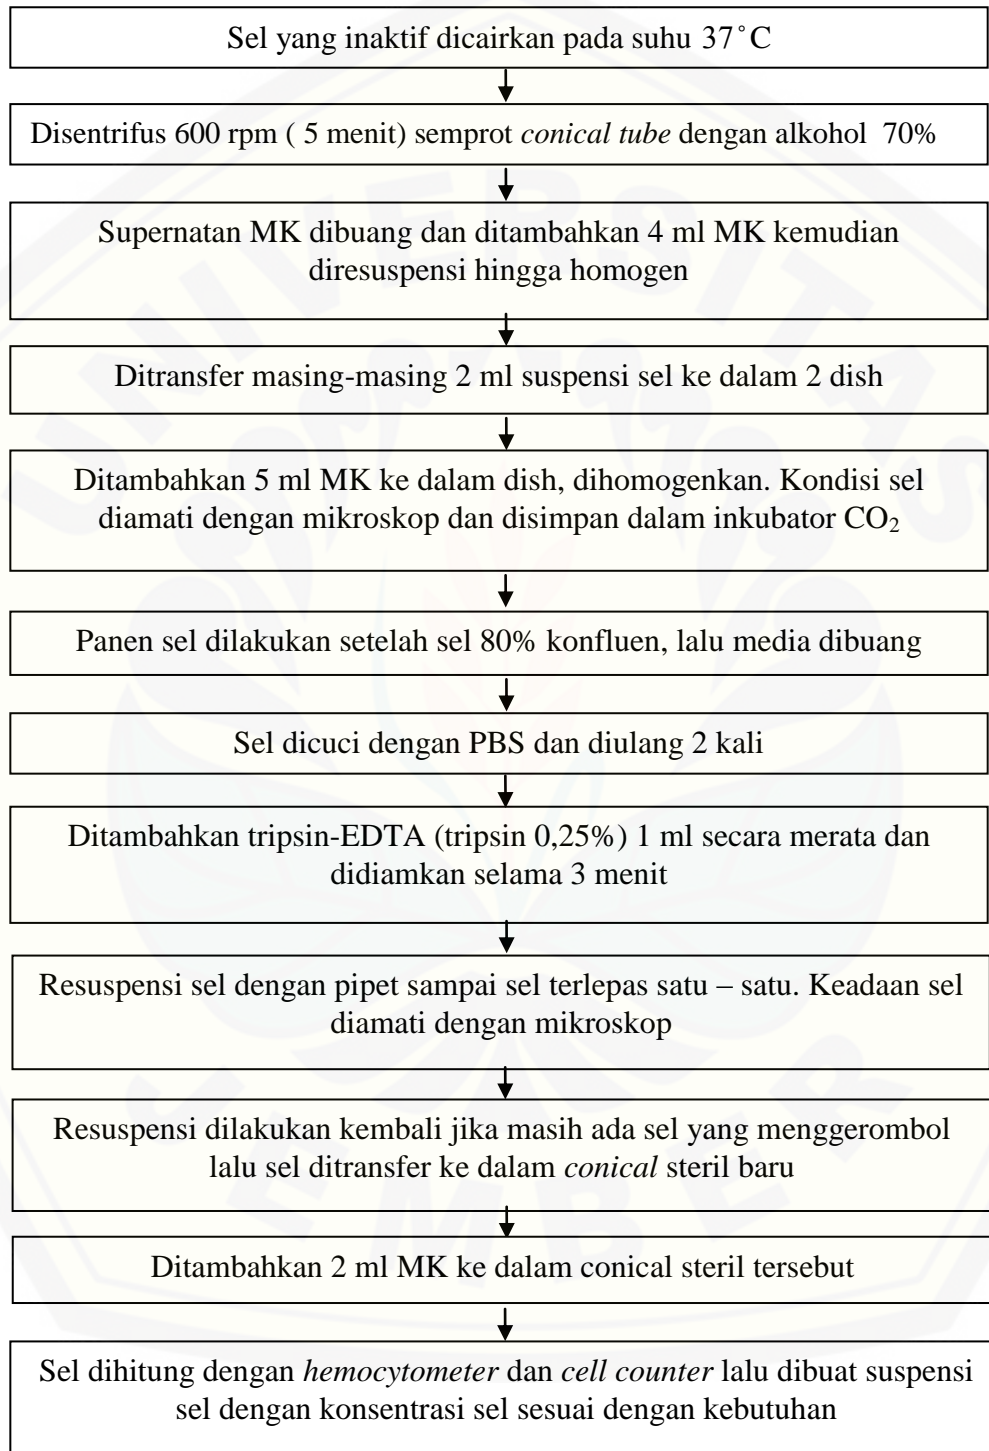 Sel yang inaktif dicairkan pada suhu 37˚C
Disentrifus 600 rpm ( 5 menit) semprot conical tube dengan alkohol 70%
Supernatan MK dibuang dan ditambahkan 4 ml MK kemudian
diresuspensi hingga homogen
Ditransfer masing-masing 2 ml suspensi sel ke dalam 2 dish
Ditambahkan 5 ml MK ke dalam dish, dihomogenkan. Kondisi sel
diamati dengan mikroskop dan disimpan dalam inkubator CO₂
Panen sel dilakukan setelah sel 80% konfluen, lalu media dibuang
Sel dicuci dengan PBS dan diulang 2 kali
Ditambahkan tripsin-EDTA (tripsin 0,25%) 1 ml secara merata dan
didiamkan selama 3 menit
Resuspensi sel dengan pipet sampai sel terlepas satu – satu. Keadaan sel
diamati dengan mikroskop
Resuspensi dilakukan kembali jika masih ada sel yang menggerombol
lalu sel ditransfer ke dalam conical steril baru
Ditambahkan 2 ml MK ke dalam conical steril tersebut
Sel dihitung dengan hemocytometer dan cell counter lalu dibuat suspensi
sel dengan konsentrasi sel sesuai dengan kebutuhan
UNIVERSITAS
JEMBER